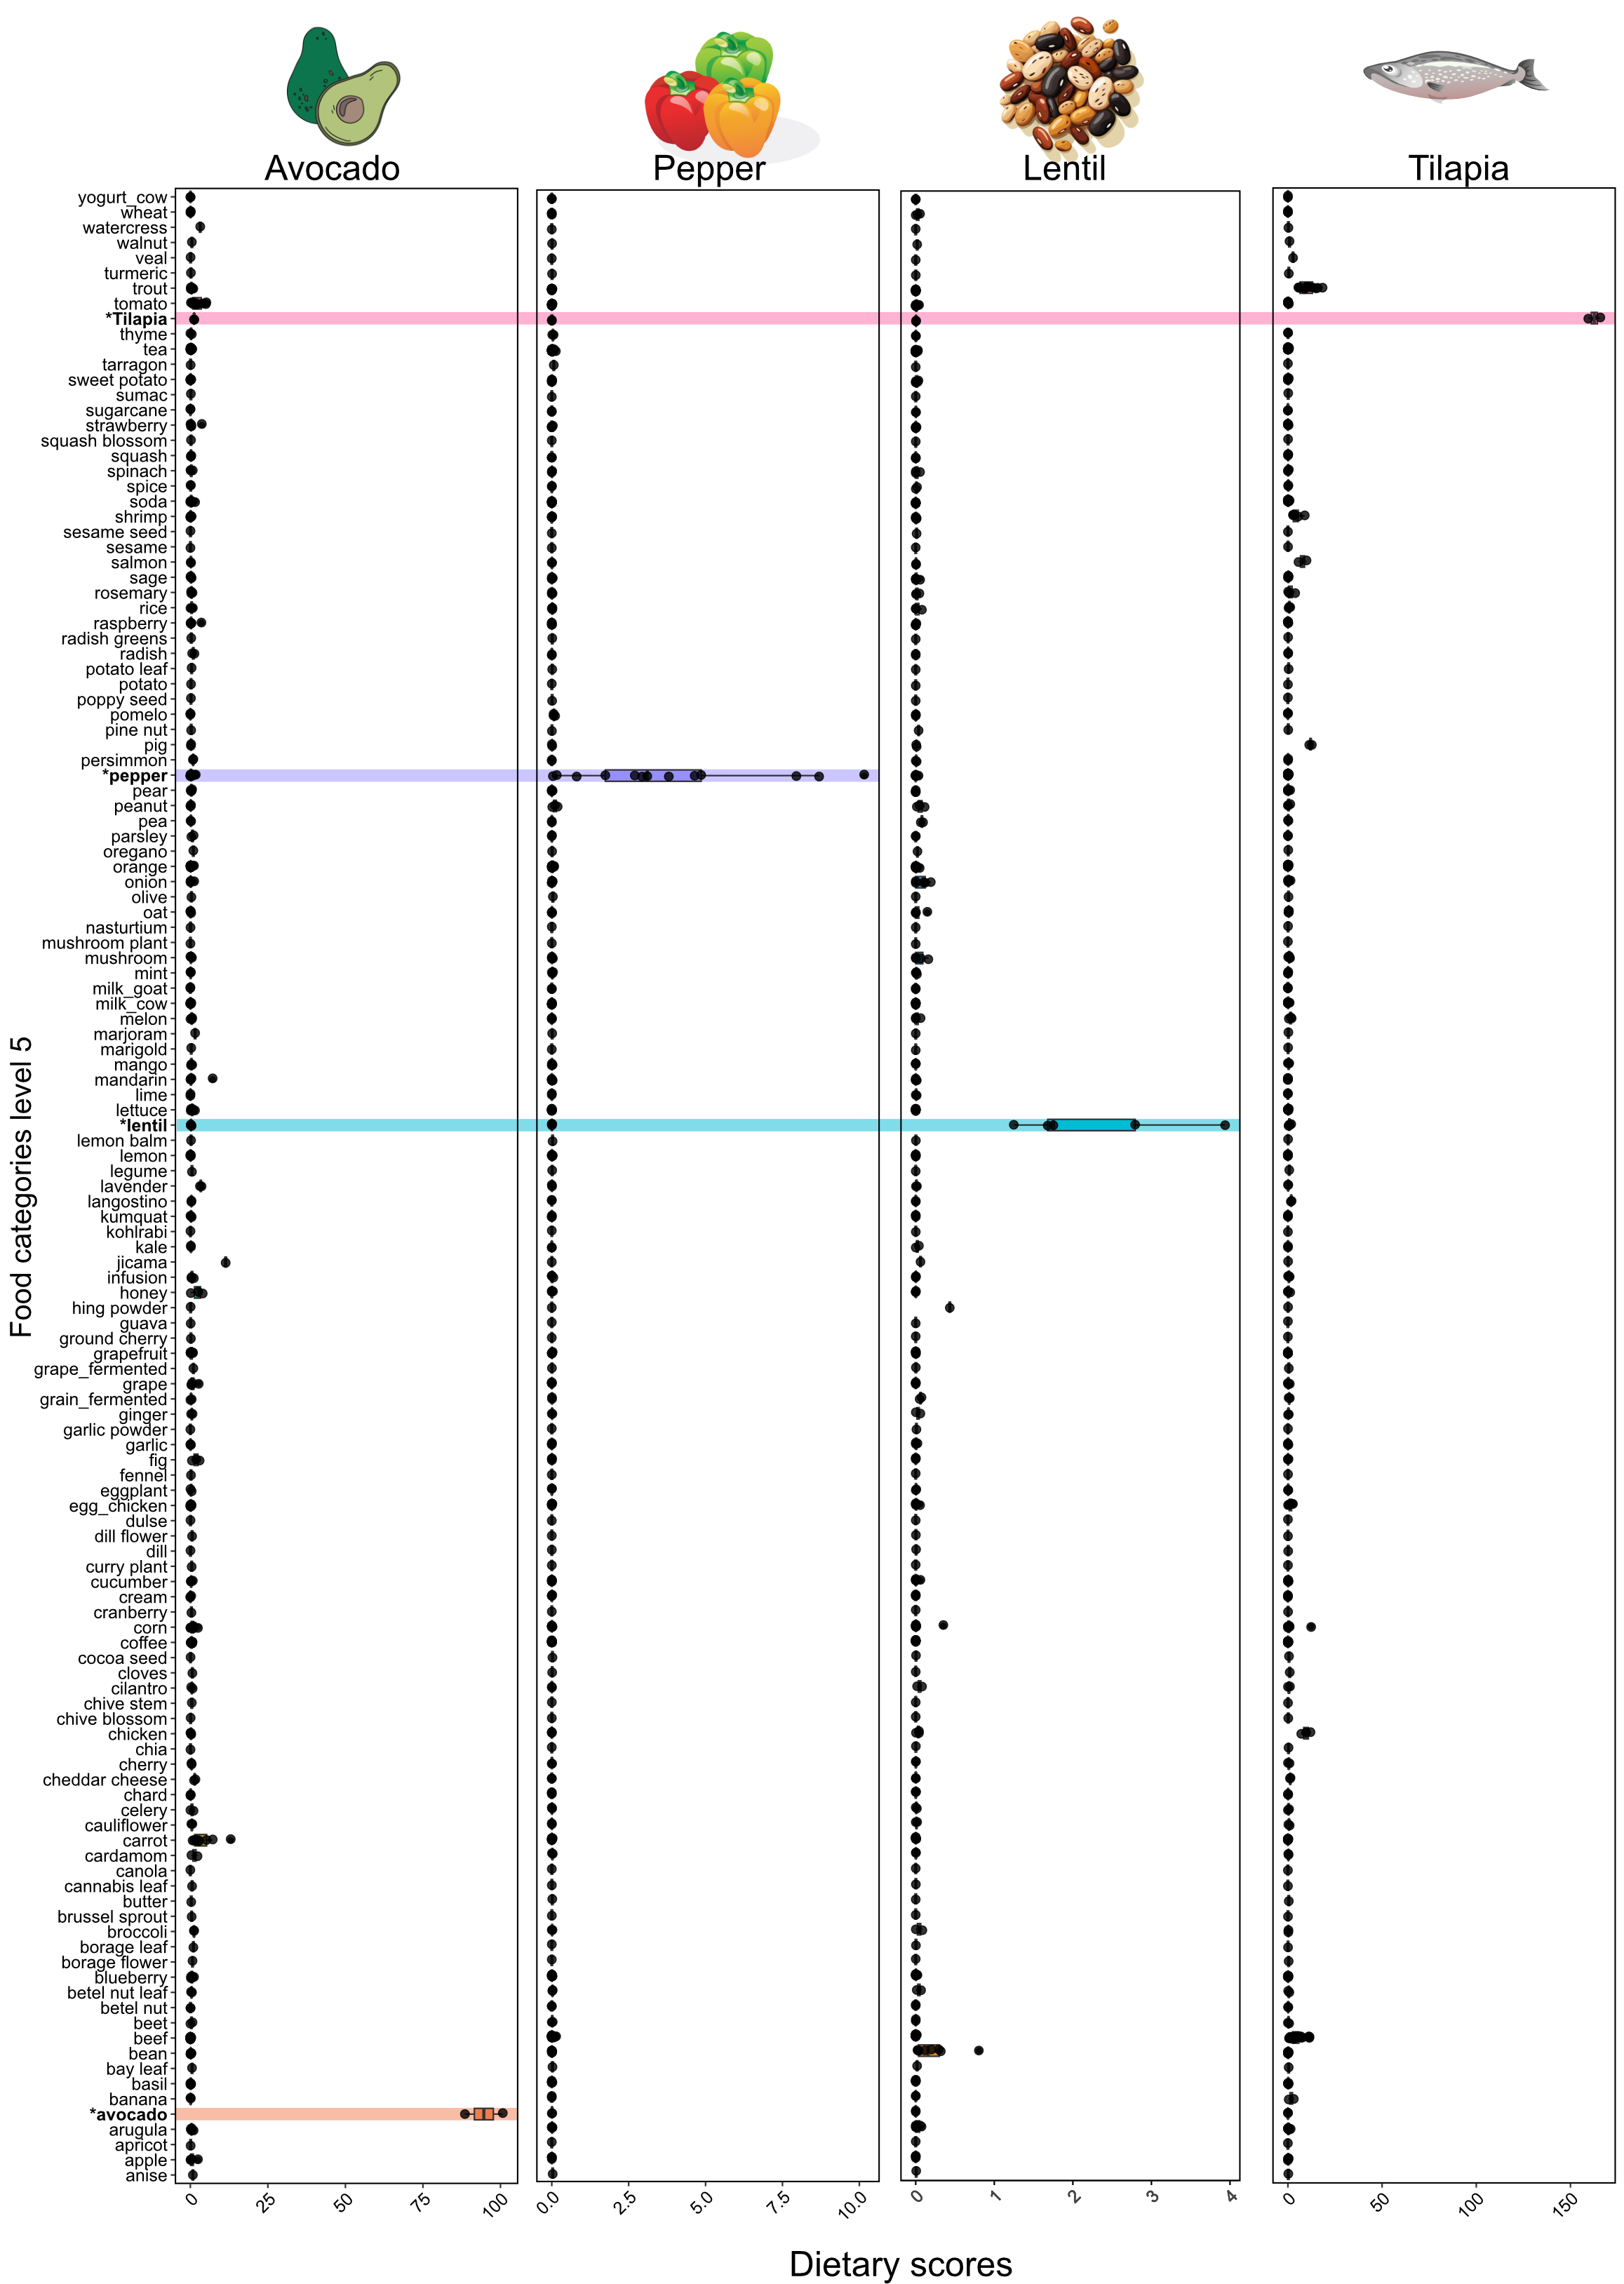 Avocado
Pepper
Lentil
Tilapia
Food categories level 5
yogurt_cow
wheat
watercress
walnut
veal
turmeric
trout
tomato
*Tilapia
thyme
tea
tarragon
sweet potato
sumac
sugarcane
strawberry
squash blossom
squash
spinach
spice
soda
shrimp
sesame seed
sesame
salmon
sage
rosemary
rice
raspberry
radish greens
radish
potato leaf
potato
poppy seed
pomelo
pine nut
pig
persimmon
*pepper
pear
peanut
pea
parsley
oregano
orange
onion
olive
oat
nasturtium
mushroom plant
mushroom
mint
milk_goat
milk_cow
melon
marjoram
marigold
mango
mandarin
lime
lettuce
*lentil
lemon balm
lemon
legume
lavender
langostino
kumquat
kohlrabi
kale
jicama
infusion
honey
hing powder
guava
ground cherry
grapefruit
grape_fermented
grape
grain_fermented
ginger
garlic powder
garlic
fig
fennel
eggplant
egg_chicken
dulse
dill flower
dill
curry plant
cucumber
cream
cranberry
corn
coffee
cocoa seed
cloves
cilantro
chive stem
chive blossom
chicken
chia
cherry
cheddar cheese
chard
celery
cauliflower
carrot
cardamom
canola
cannabis leaf
butter
brussel sprout
broccoli
borage leaf
borage flower
blueberry
betel nut leaf
betel nut
beet
beef
bean
bay leaf
basil
banana
*avocado
arugula
apricot
apple
anise
0 25 50 75 100
0.0 2.5 5.0 7.5 10.0
0 1 2 3 4
0 50 100 150
Dietary scores